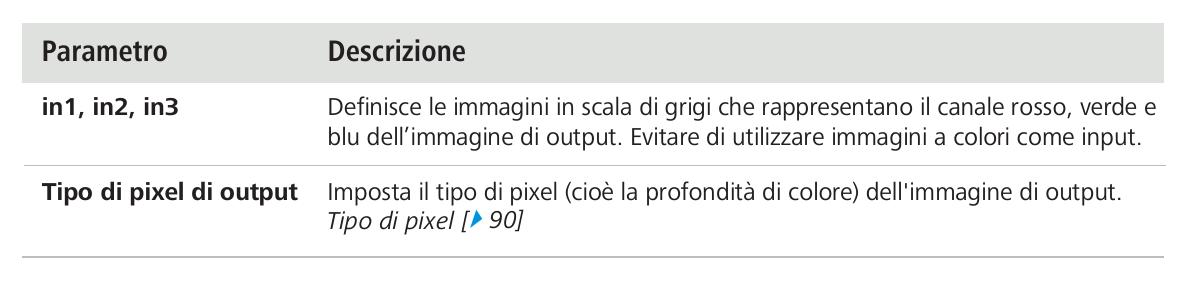 Parametro Descrizione
in1, in2, in3 Definisce le immagini in scala di grigi che rappresentano il canale rosso, verde e
blu dell’immagine di output. Evitare di utilizzare immagini a colori come input.
Tipo di pixel di output Imposta il tipo di pixel (cioè la profondità di colore) dell'immagine di output.
Tipo di pixel [ 90]